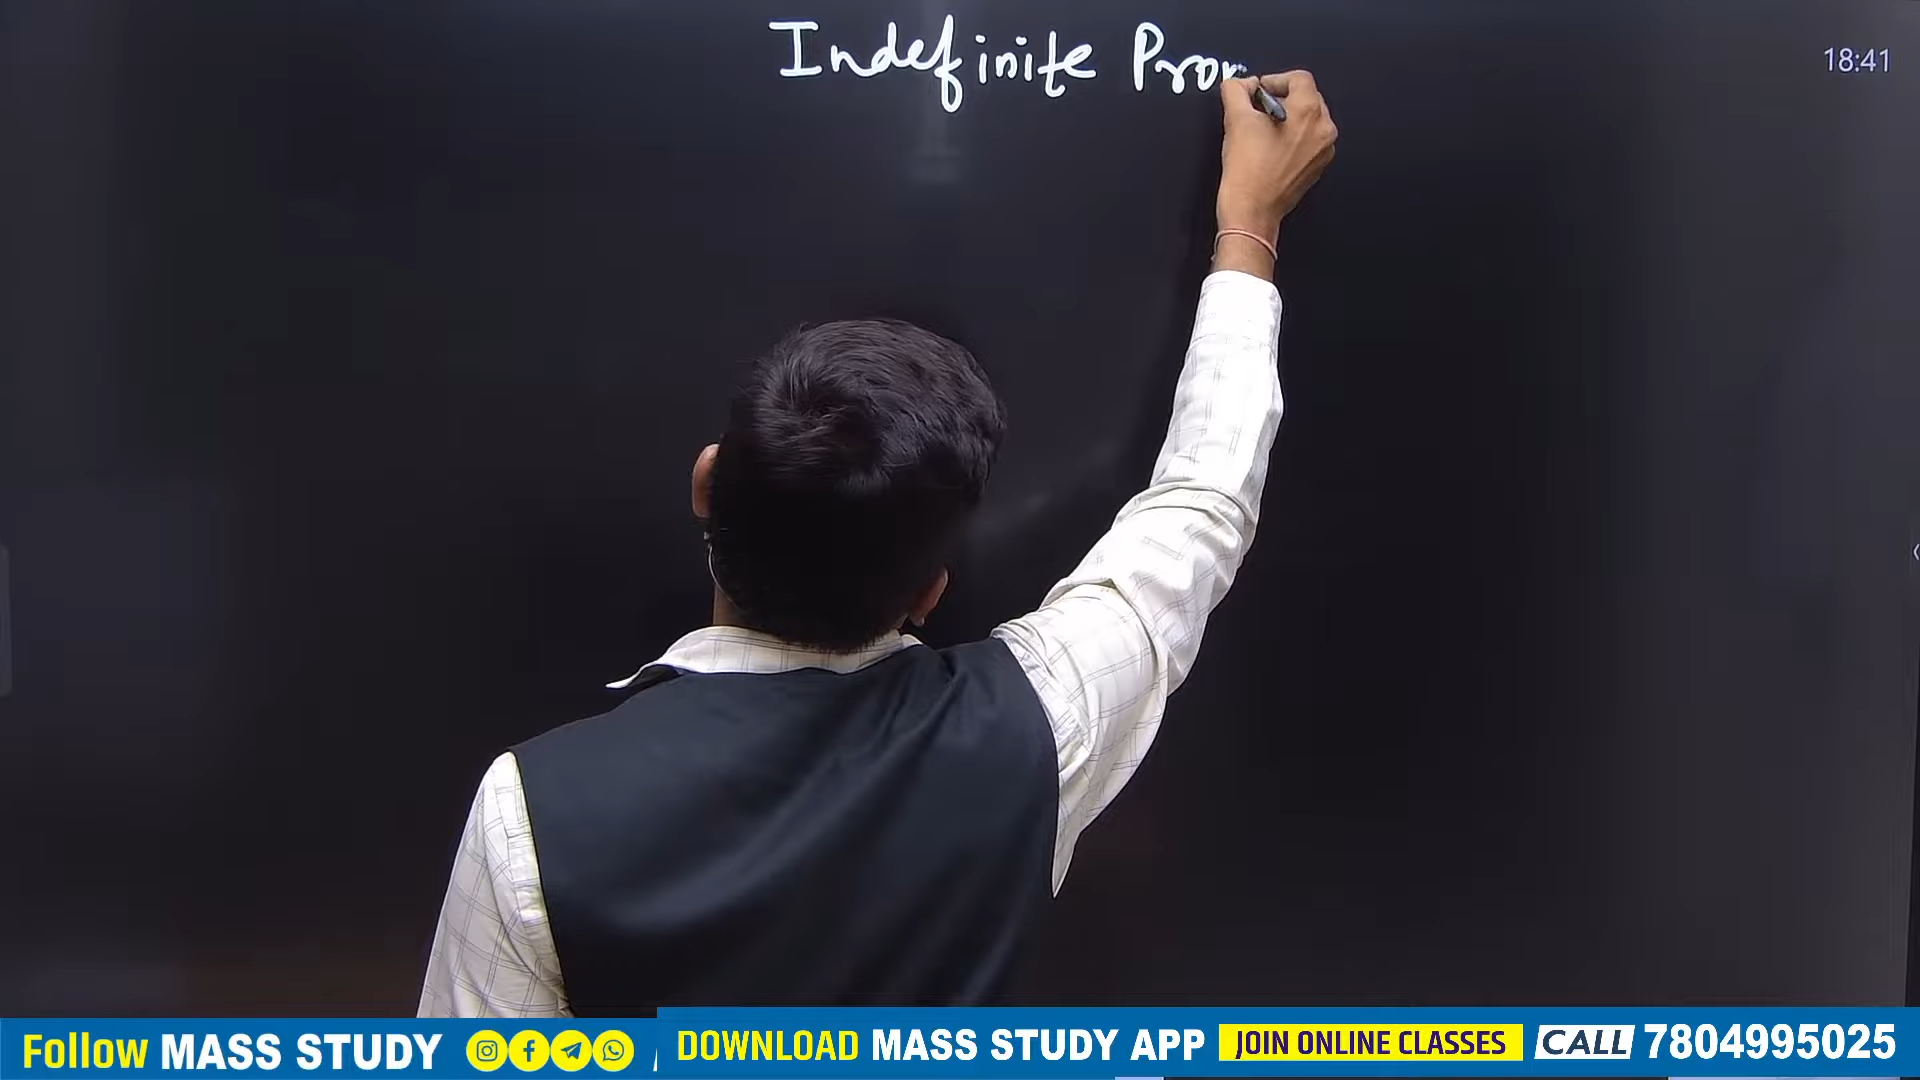 Indefinite Pron
18:41
Follow MASS STUDY DOWNLOAD MASS STUDY APP JOIN ONLINE CLASSES CALL 7804995025